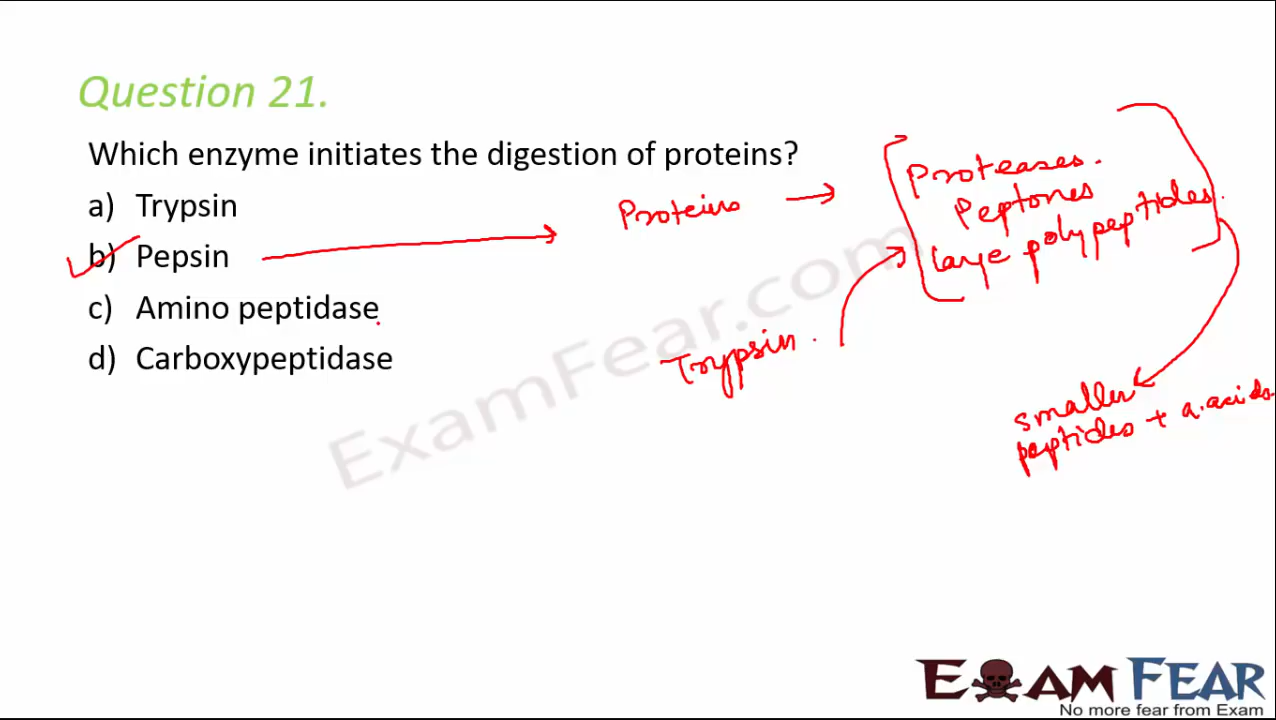 Question 21.
Which enzyme initiates the digestion of proteins?
a) Trypsin
b) Pepsin
c) Amino peptidase
d) Carboxypeptidase
Proteins →
Proteases.
Peptones
large polypeptides.
Trypsin.
smaller
peptides + a.acids.
ExamFear.com
EXAM FEAR
No more fear from Exam